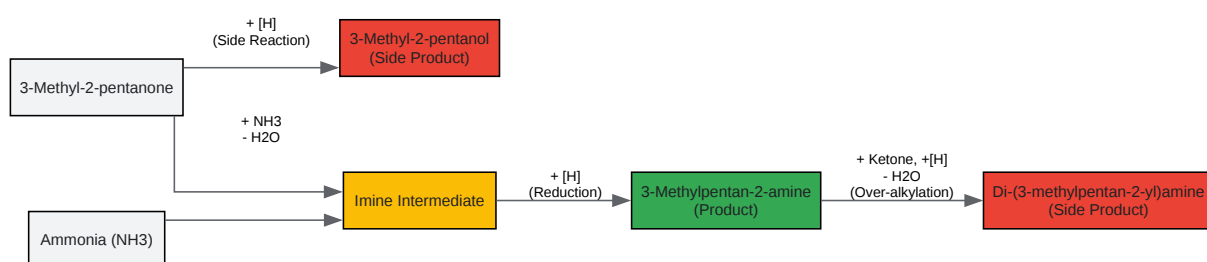 + [H]
(Side Reaction)
3-Methyl-2-pentanol
(Side Product)
3-Methyl-2-pentanone
+ NH3
- H2O
Ammonia (NH3)
Imine Intermediate
+ [H]
(Reduction)
3-Methylpentan-2-amine
(Product)
+ Ketone, +[H]
- H2O
(Over-alkylation)
Di-(3-methylpentan-2-yl)amine
(Side Product)